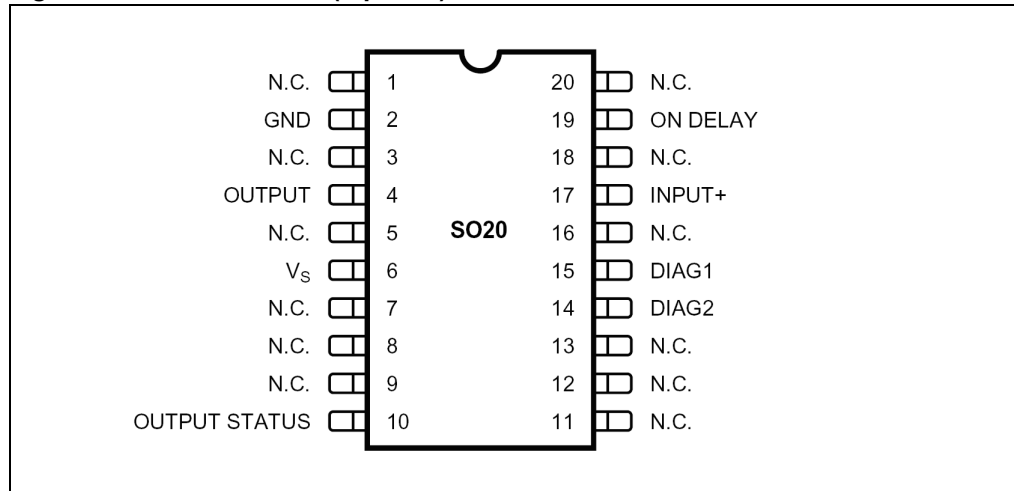 N.C. 1 20 N.C.
GND 2 19 ON DELAY
N.C. 3 18 N.C.
OUTPUT 4 17 INPUT+
N.C. 5 SO20 16 N.C.
VS 6 15 DIAG1
N.C. 7 14 DIAG2
N.C. 8 13 N.C.
N.C. 9 12 N.C.
OUTPUT STATUS 10 11 N.C.